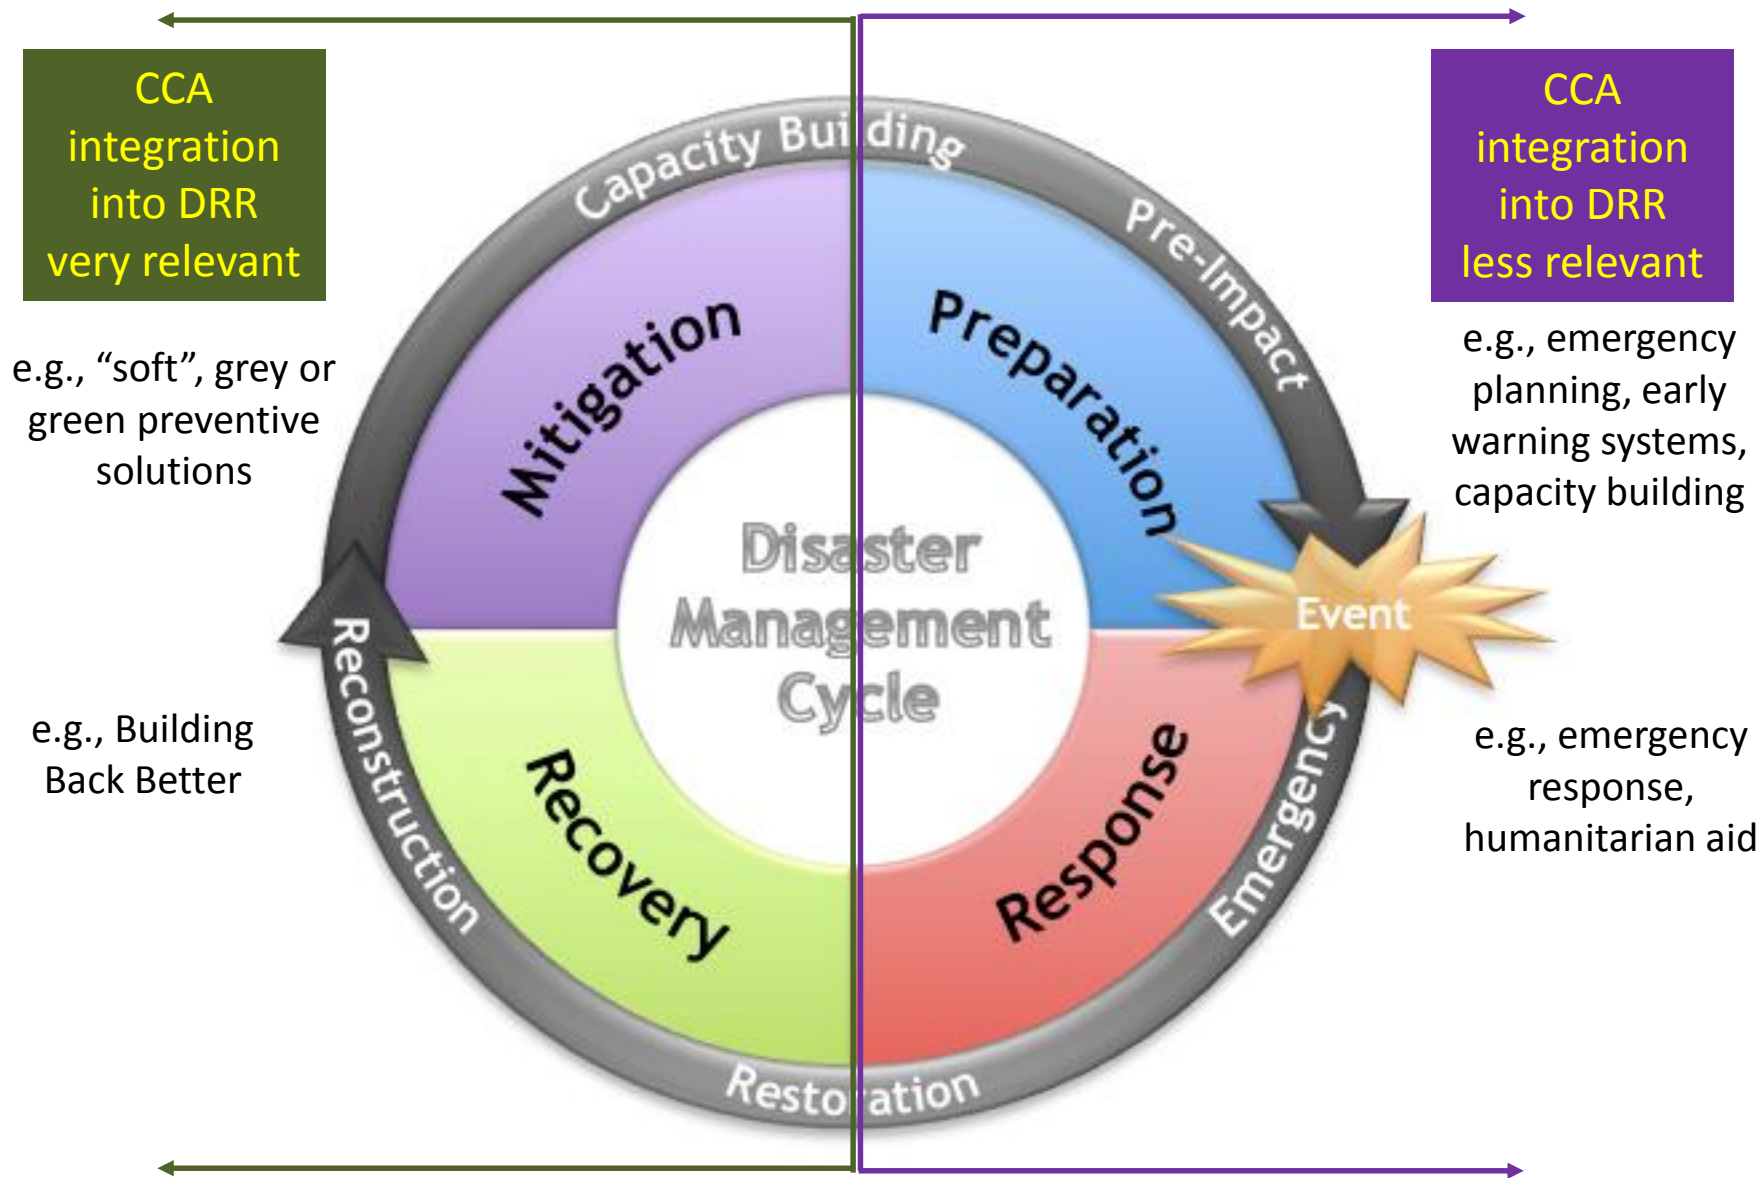 CCA
integration
into DRR
very relevant
e.g., “soft”, grey or
green preventive
solutions
e.g., Building
Back Better
Capacity Building
Pre-Impact
Mitigation
Preparation
Disaster
Management
Cycle
Event
Recovery
Response
Reconstruction
Emergency
Restoration
CCA
integration
into DRR
less relevant
e.g., emergency
planning, early
warning systems,
capacity building
e.g., emergency
response,
humanitarian aid